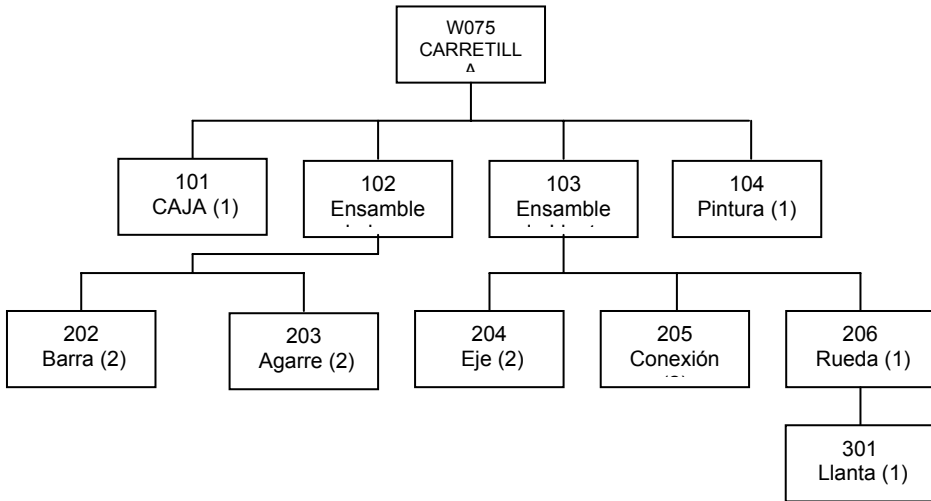 W075
CARRETILL
A
101
CAJA (1)
102
Ensamble
103
Ensamble
104
Pintura (1)
202
Barra (2)
203
Agarre (2)
204
Eje (2)
205
Conexión
206
Rueda (1)
301
Llanta (1)